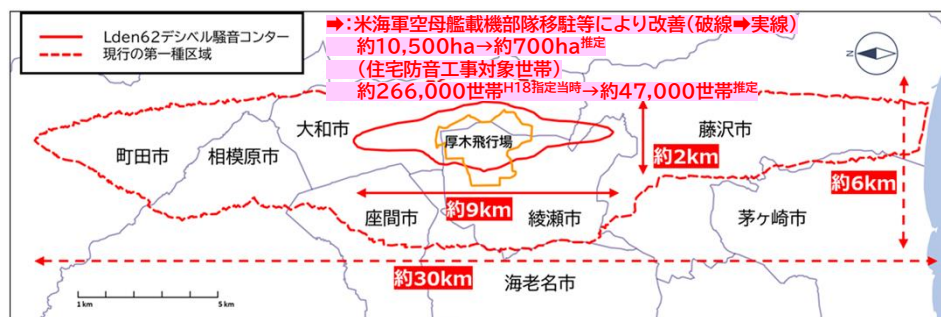 Lden62デシベル騒音コンター
現行の第一種区域
➡：米海軍空母艦載機部隊移駐等により改善（破線➡実線）
約10,500ha→約700ha推定
（住宅防音工事対象世帯）
約266,000世帯H18指定当時→約47,000世帯推定
N
大和市
藤沢市
厚木飛行場
町田市
相模原市
約2km
約6km
約9km
座間市
綾瀬市
茅ヶ崎市
約30km
海老名市
1km
5km